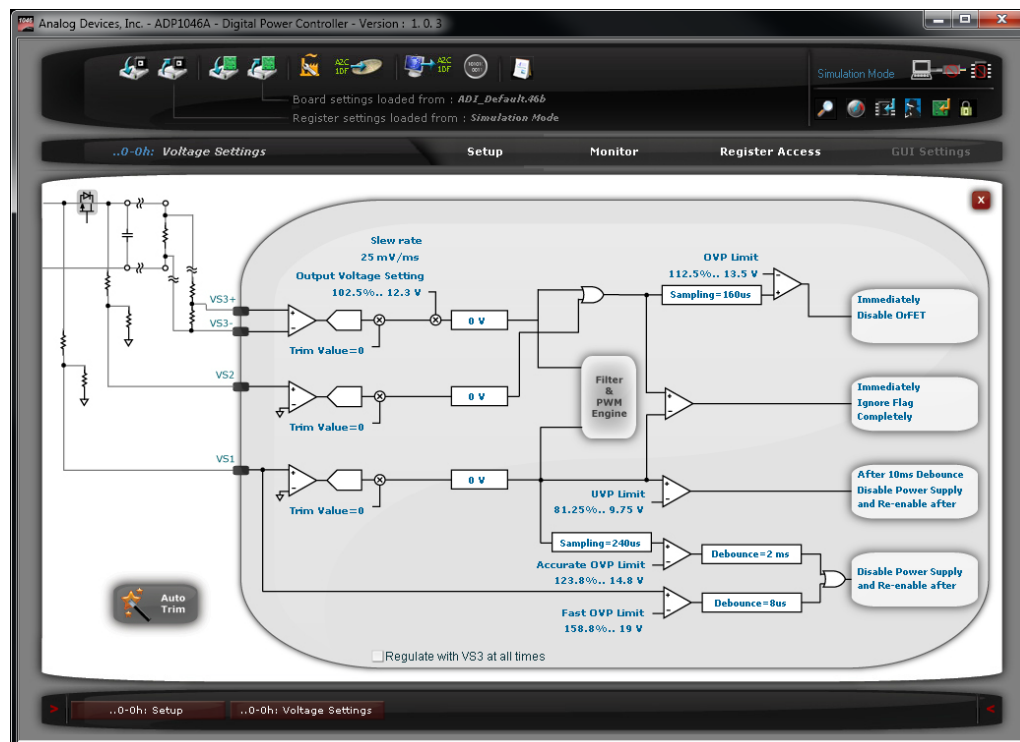 Analog Devices, Inc. - ADP1046A - Digital Power Controller - Version : 1. 0. 3
A2C
1DF
A2C
1DF
Simulation Mode
Board settings loaded from : ADI_Default.46b
Register settings loaded from : Simulation Mode
..0-0h: Voltage Settings
Setup
Monitor
Register Access
GUI Settings
x
Slew rate
25 mV/ms
Output Voltage Setting
102.5%.. 12.3 V
OVP Limit
112.5%.. 13.5 V
Sampling=160us
VS3+
VS3-
0 V
Trim Value=0
Immediately
Disable OrFET
VS2
0 V
Trim Value=0
Filter
&
PWM
Engine
Immediately
Ignore Flag
Completely
VS1
0 V
Trim Value=0
UVP Limit
81.25%.. 9.75 V
After 10ms Debounce
Disable Power Supply
and Re-enable after
Sampling=240us
Accurate OVP Limit
123.8%.. 14.8 V
Debounce=2 ms
Disable Power Supply
and Re-enable after
Debounce=8us
Fast OVP Limit
158.8%.. 19 V
Auto
Trim
Regulate with VS3 at all times
..0-0h: Setup
..0-0h: Voltage Settings